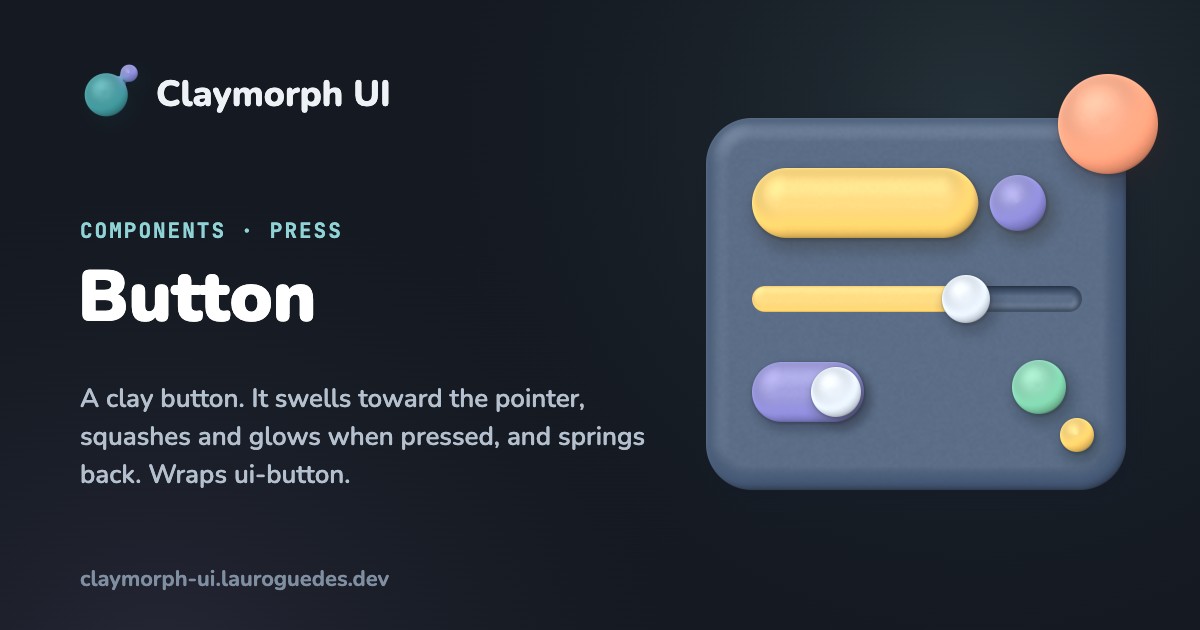 Claymorph UI
COMPONENTS · PRESS
Button
A clay button. It swells toward the pointer,
squashes and glows when pressed, and springs
back. Wraps ui-button.
claymorph-ui.lauroguedes.dev